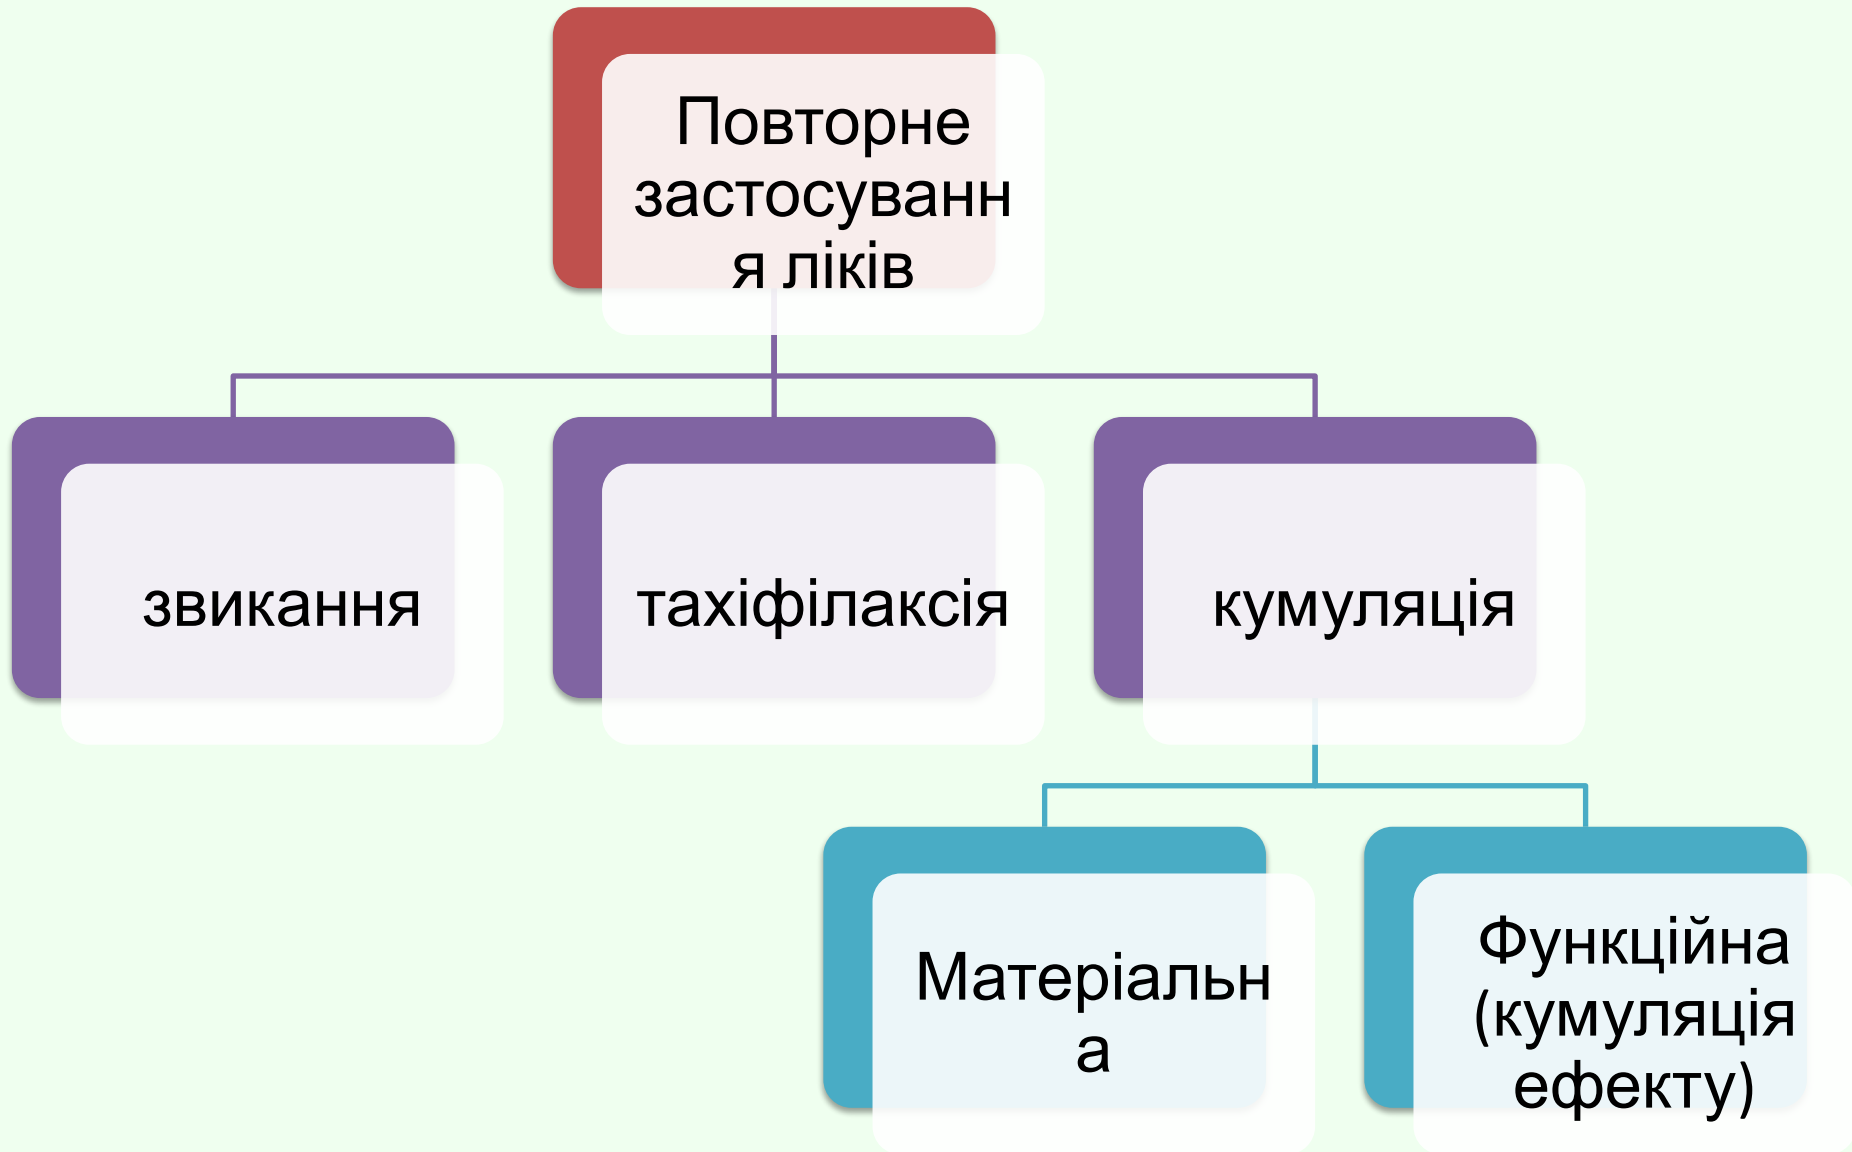 Повторне
застосуванн
я ліків
звикання
тахіфілаксія
кумуляція
Матеріальн
а
Функційна
(кумуляція
ефекту)